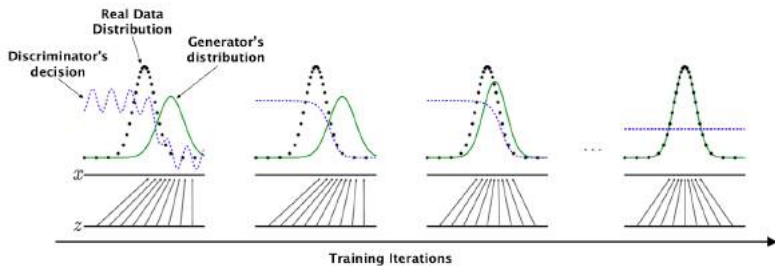 Real Data
Distribution
Generator's
distribution
Discriminator's
decision
x
...
z
Training Iterations